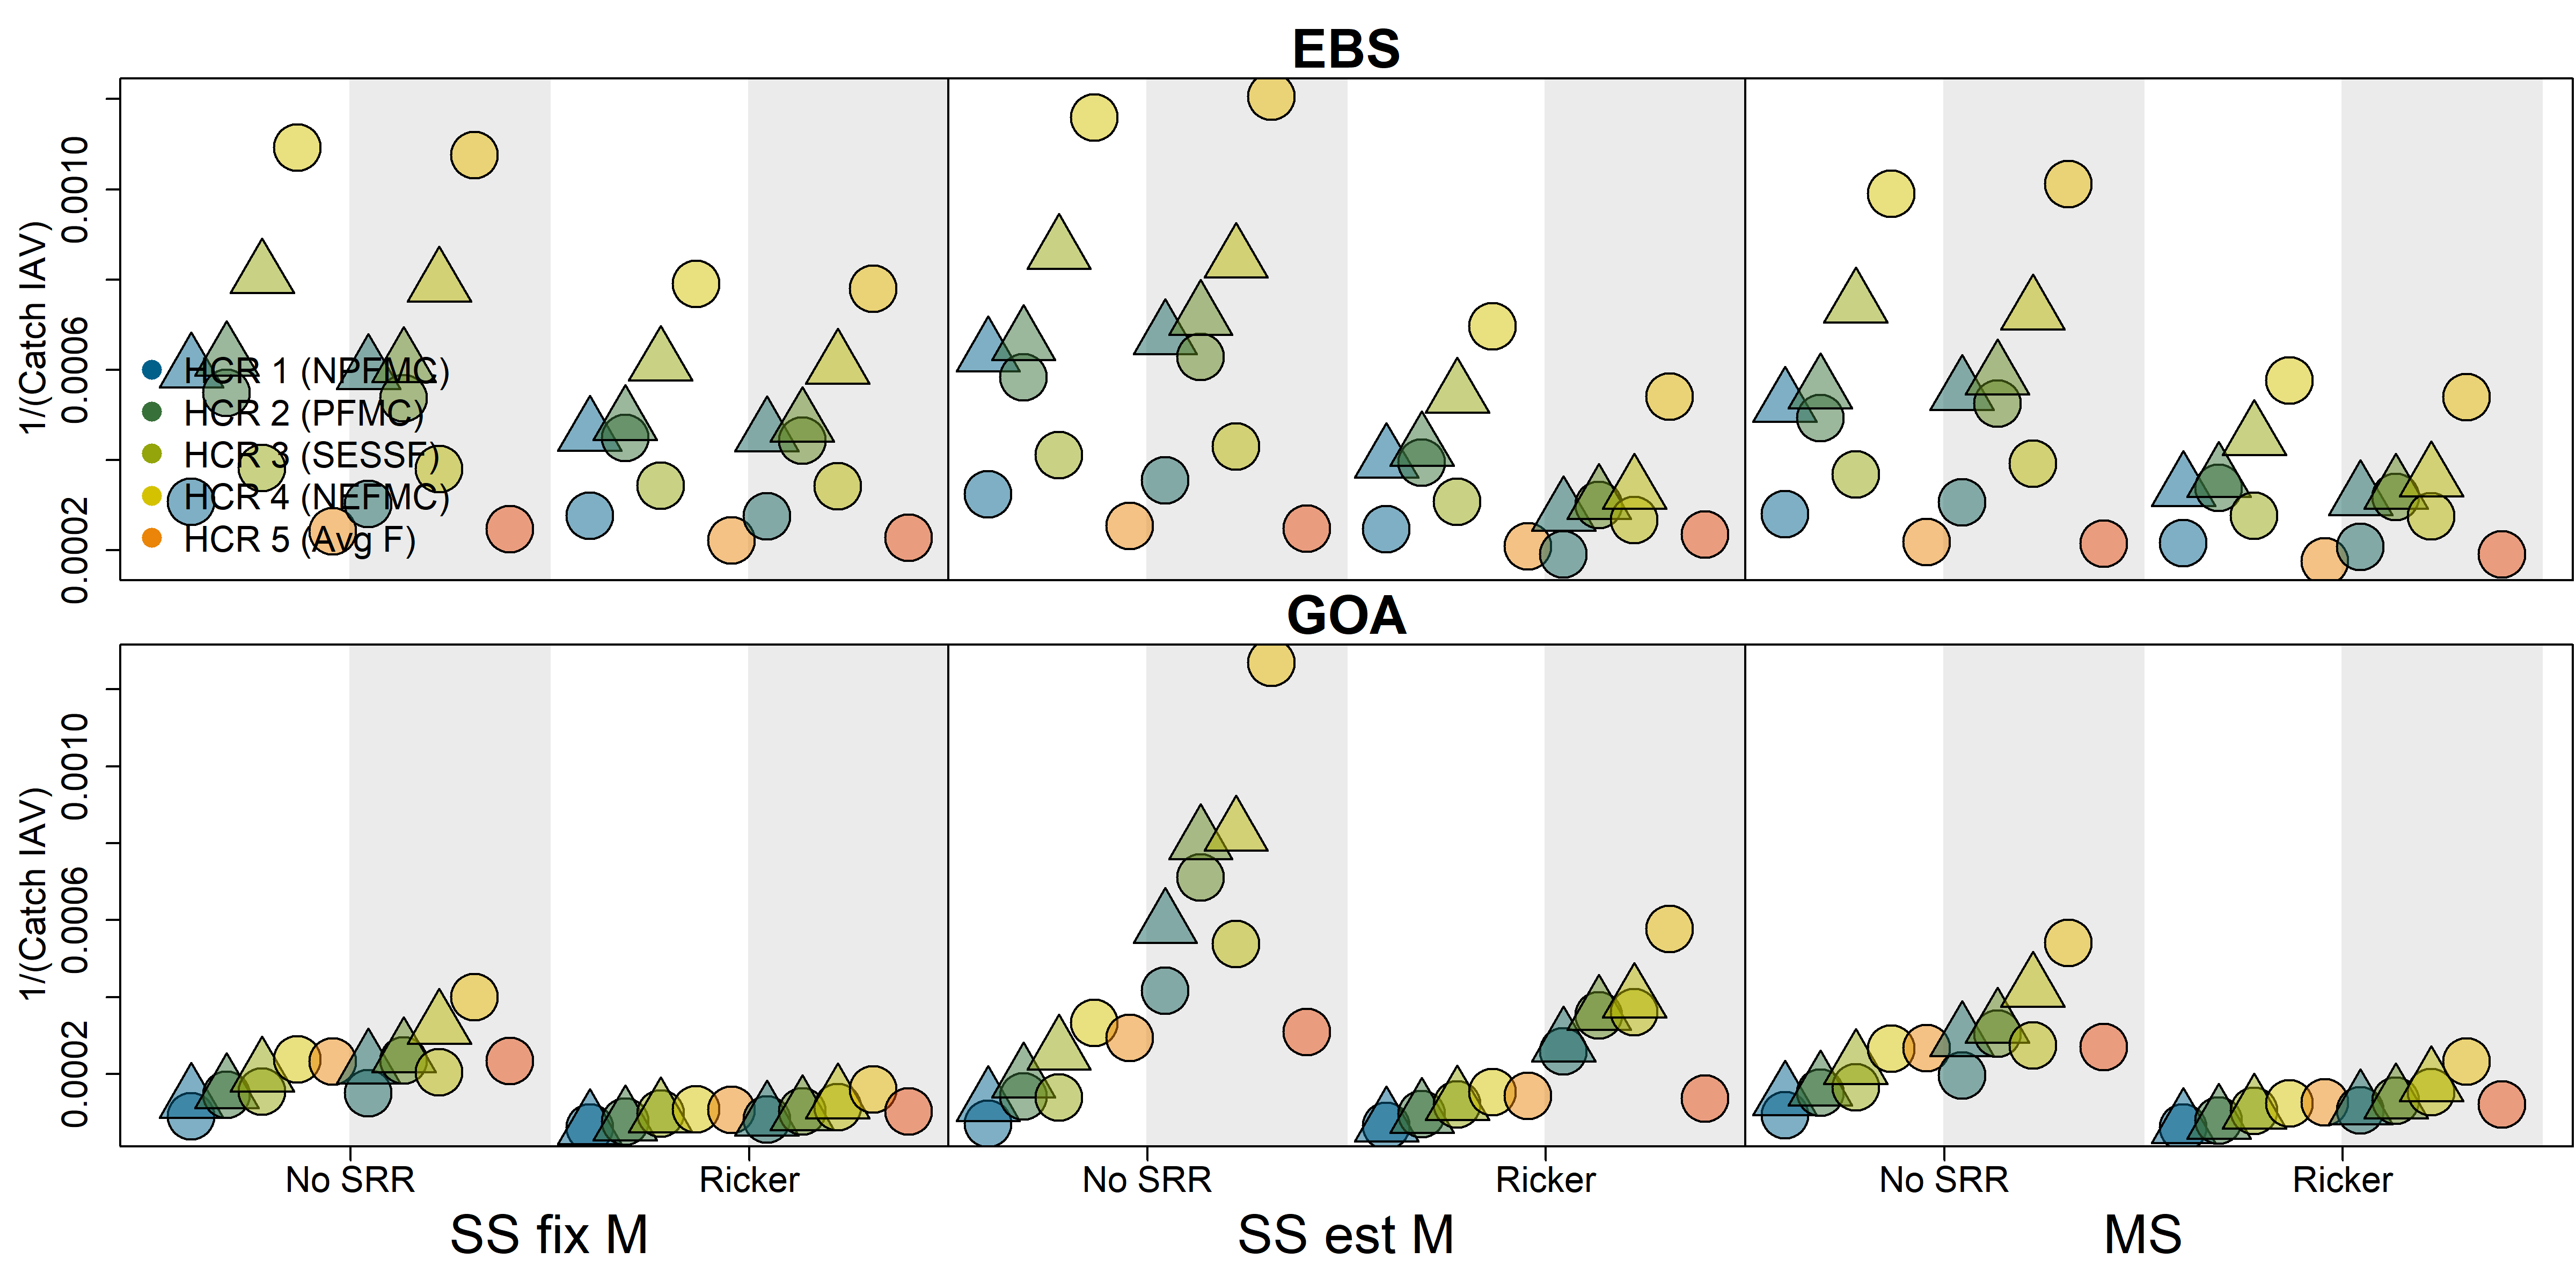 EBS
1/(Catch IAV)
0.0010
0.0006
0.0002
HCR 1 (NPFMC)
HCR 2 (PFMC)
HCR 3 (SESSF)
HCR 4 (NEFMC)
HCR 5 (Avg F)
GOA
1/(Catch IAV)
0.0010
0.0006
0.0002
No SRR Ricker No SRR Ricker No SRR Ricker
SS fix M SS est M MS